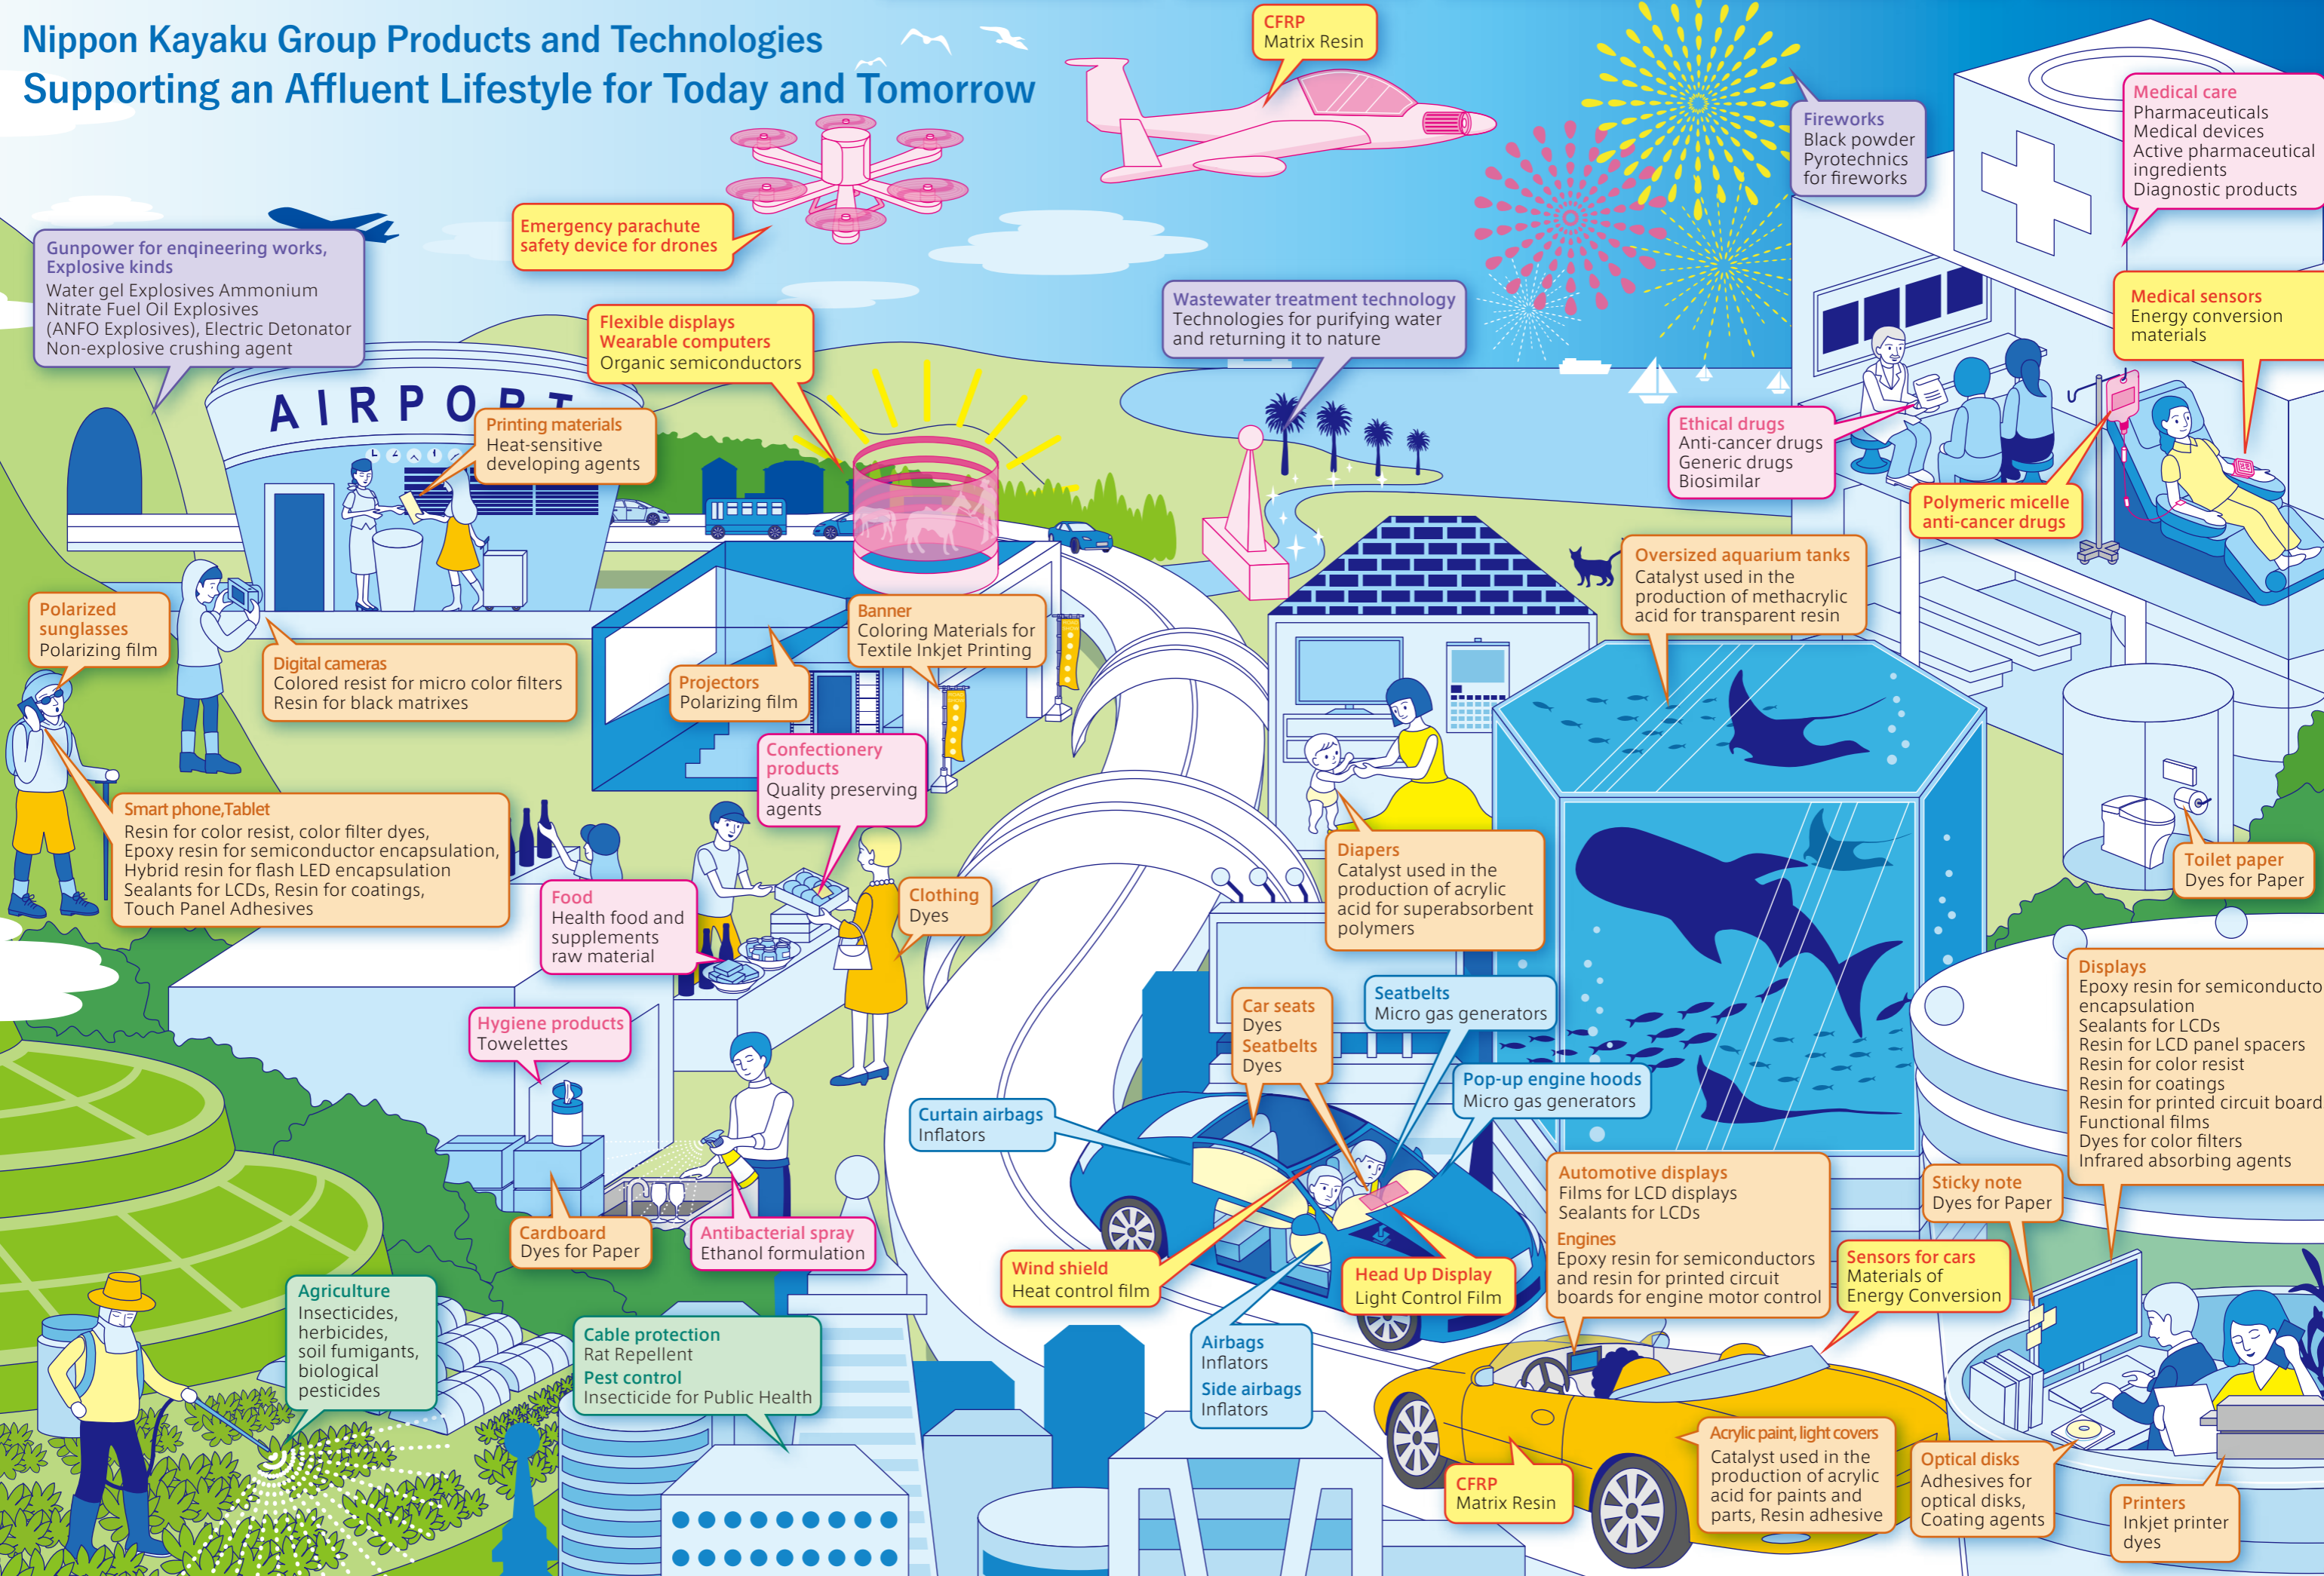 Nippon Kayaku Group Products and Technologies
Supporting an Affluent Lifestyle for Today and Tomorrow
CFRP
Matrix Resin
Fireworks
Black powder
Pyrotechnics
for fireworks
Medical care
Pharmaceuticals
Medical devices
Active pharmaceutical
ingredients
Diagnostic products
Emergency parachute
safety device for drones
Gunpower for enqineering works,
Explosive kinds
Water gel Explosives Ammonium
Nitrate Fuel Oil Explosives
(ANFO Explosives), Electric Detonator
Non-explosive crushing agent
Flexible displays
Wearable computers
Organic semiconductors
Wastewater treatment technology
Technologies for purifying water
and returning it to nature
Medical sensors
Energy conversion
materials
AIRPORT
Printing materials
Heat-sensitive
developing agents
Ethical drugs
Anti-cancer drugs
Generic drugs
Biosimilar
Polymeric micelle
anti-cancer drugs
Oversized aquarium tanks
Catalyst used in the
production of methacrylic
acid for transparent resin
Polarized
sunglasses
Polarizing film
Digital cameras
Colored resist for micro color filters
Resin for black matrixes
Projectors
Polarizing film
Banner
Coloring Materials for
Textile Inkjet Printing
Confectionery
products
Quality preserving
agents
Smart phone,Tablet
Resin for color resist, color filter dyes,
Epoxy resin for semiconductor encapsulation,
Hybrid resin for flash LED encapsulation
Sealants for LCDs, Resin for coatings,
Touch Panel Adhesives
Food
Health food and
supplements
raw material
Clothing
Dyes
Diapers
Catalyst used in the
production of acrylic
acid for superabsorbent
polymers
Toilet paper
Dyes for Paper
Hygiene products
Towelettes
Car seats
Dyes
Seatbelts
Dyes
Seatbelts
Micro gas generators
Pop-up engine hoods
Micro gas generators
Curtain airbags
Inflators
Displays
Epoxy resin for semiconducto
encapsulation
Sealants for LCDs
Resin for LCD panel spacers
Resin for color resist
Resin for coatings
Resin for printed circuit board
Functional films
Dyes for color filters
Infrared absorbing agents
Cardboard
Dyes for Paper
Antibacterial spray
Ethanol formulation
Wind shield
Heat control film
Head Up Display
Light Control Film
Automotive displays
Films for LCD displays
Sealants for LCDs
Engines
Epoxy resin for semiconductors
and resin for printed circuit
boards for engine motor control
Sticky note
Dyes for Paper
Sensors for cars
Materials of
Energy Conversion
Agriculture
Insecticides,
herbicides,
soil fumigants,
biological
pesticides
Cable protection
Rat Repellent
Pest control
Insecticide for Public Health
Airbags
Inflators
Side airbags
Inflators
CFRP
Matrix Resin
Acrylic paint, light covers
Catalyst used in the
production of acrylic
acid for paints and
parts, Resin adhesive
Optical disks
Adhesives for
optical disks,
Coating agents
Printers
Inkjet printer
dyes